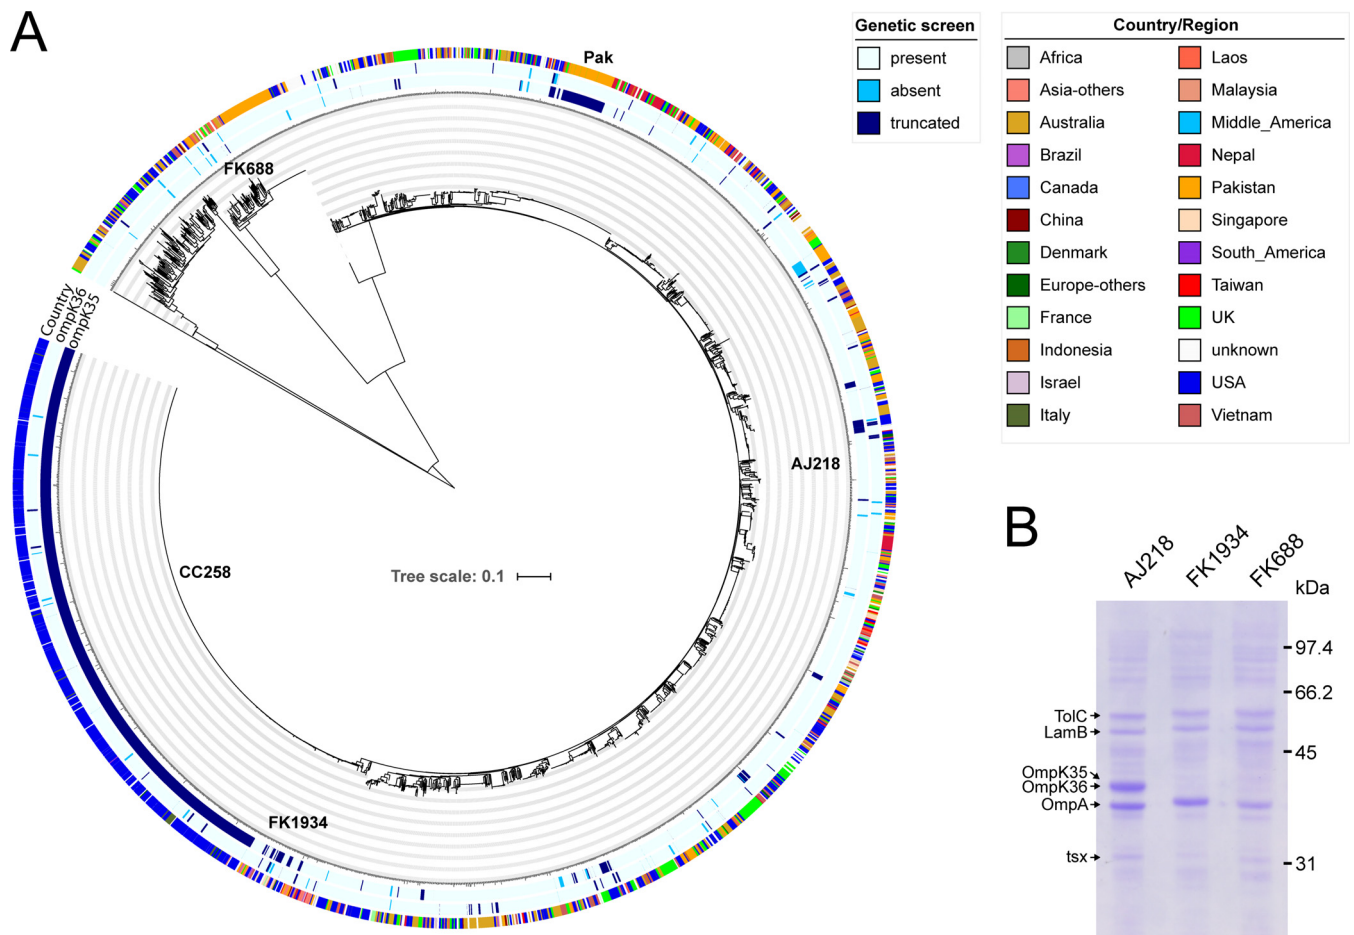 A
Pak
FK688
Country
ompK36
ompK35
AJ218
CC258
Tree scale: 0.1
FK1934
Genetic screen
present
absent
truncated
Country/Region
Africa
Asia-others
Australia
Brazil
Canada
China
Denmark
Europe-others
France
Indonesia
Israel
Italy
Laos
Malaysia
Middle_America
Nepal
Pakistan
Singapore
South_America
Taiwan
UK
unknown
USA
Vietnam
B
AJ218
FK1934
FK688
kDa
97.4
66.2
45
31
TolC
LamB
OmpK35
OmpK36
OmpA
tsx